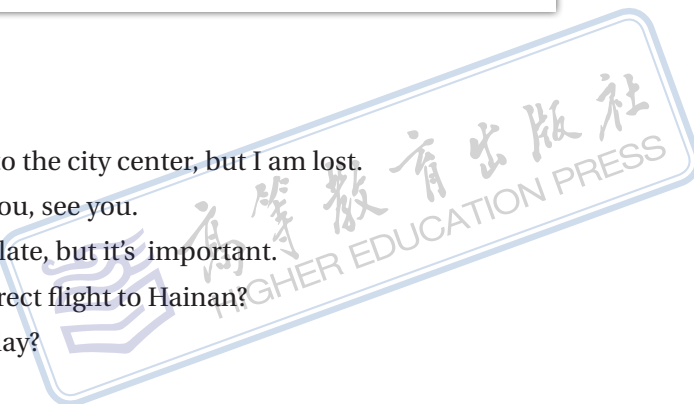 to the city center, but I am lost.
ou, see you.
late, but it's important.
rect flight to Hainan?
ay?
高等教育出版社
HIGHER EDUCATION PRESS